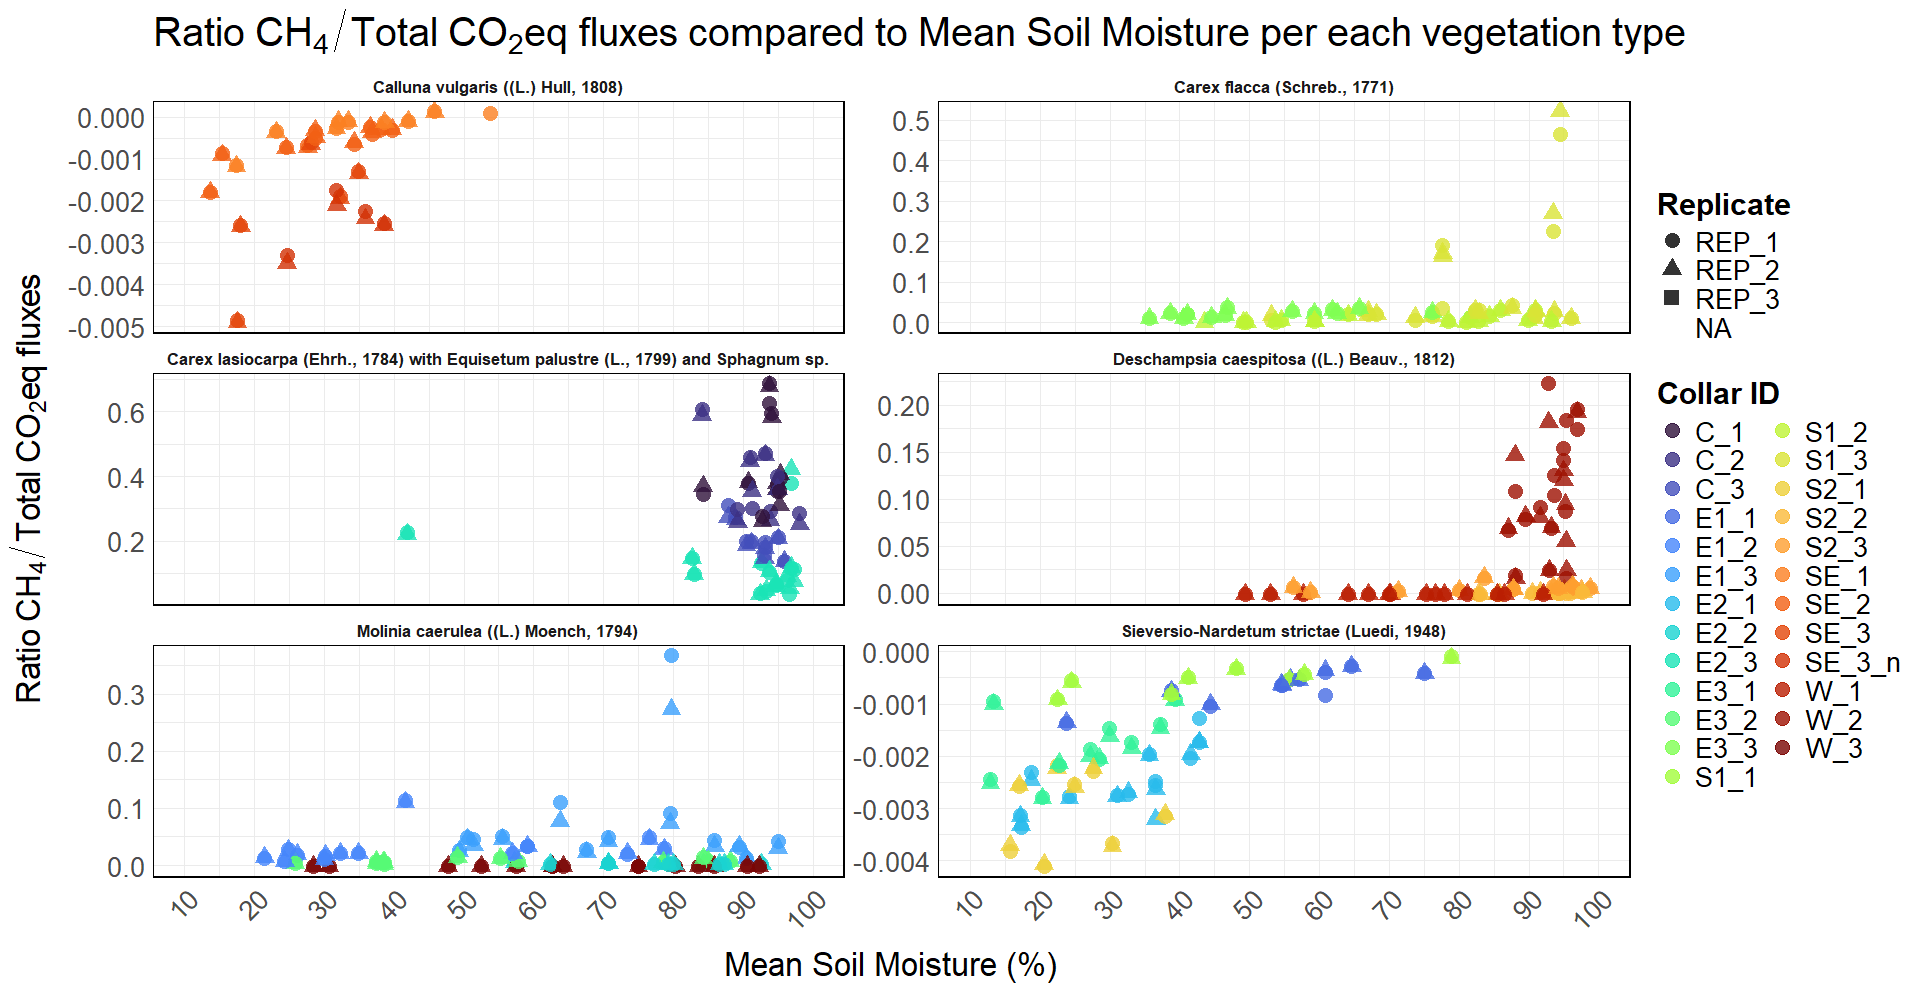 Ratio CH₄/Total CO₂eq fluxes compared to Mean Soil Moisture per each vegetation type
Calluna vulgaris ((L.) Hull, 1808)
0.000
-0.001
-0.002
-0.003
-0.004
-0.005
Carex flacca (Schreb., 1771)
0.5
0.4
0.3
0.2
0.1
0.0
Carex lasiocarpa (Ehrh., 1784) with Equisetum palustre (L., 1799) and Sphagnum sp.
0.6
0.4
0.2
Deschampsia caespitosa ((L.) Beauv., 1812)
0.20
0.15
0.10
0.05
0.00
Molinia caerulea ((L.) Moench, 1794)
0.3
0.2
0.1
0.0
10 20 30 40 50 60 70 80 90 100
Sieversio-Nardetum strictae (Luedi, 1948)
0.000
-0.001
-0.002
-0.003
-0.004
10 20 30 40 50 60 70 80 90 100
Ratio CH₄/Total CO₂eq fluxes
Mean Soil Moisture (%)
Replicate
REP_1
REP_2
REP_3
NA
Collar ID
C_1
C_2
C_3
E1_1
E1_2
E1_3
E2_1
E2_2
E2_3
E3_1
E3_2
E3_3
S1_1
S1_2
S1_3
S2_1
S2_2
S2_3
SE_1
SE_2
SE_3
SE_3_n
W_1
W_2
W_3